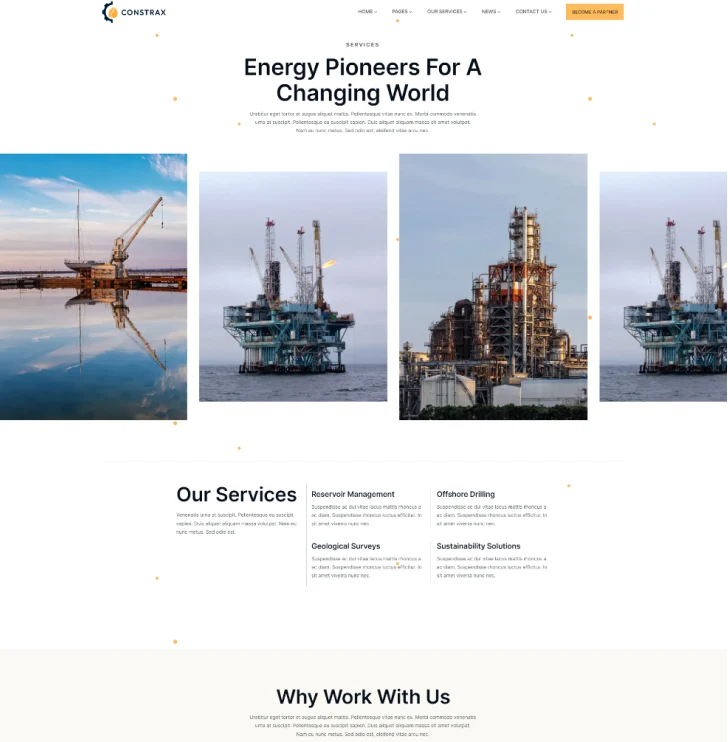 CONSTRAX
HOME
PAGES
OUR SERVICES
NEWS
CONTACT US
BECOME A PARTNER
SERVICES
Energy Pioneers For A
Changing World
Curabitur eget tortor at augue aliquet mattis. Pellentesque vitae nunc ex. Morbi commodo venenatis
urna at suscipit. Pellentesque eu suscipit sapien. Duis aliquet aliquam massa sit amet volutpat.
Nam eu nunc metus. Sed odio est, eleifend vitae arcu nec.
Our Services
Venenatis urna at suscipit. Pellentesque eu suscipit
sapien. Duis aliquam aliquam massa volutpat. Nam eu
nunc metus. Sed odio est.
Reservoir Management
Suspendisse ac dui vitae lacus mattis rhoncus a
ac diam. Suspendisse rhoncus luctus efficitur. In
sit amet viverra nunc nec.
Offshore Drilling
Suspendisse ac dui vitae lacus mattis rhoncus a
ac diam. Suspendisse rhoncus luctus efficitur. In
sit amet viverra nunc nec.
Geological Surveys
Suspendisse ac dui vitae lacus mattis rhoncus a
ac diam. Suspendisse rhoncus luctus efficitur. In
sit amet viverra nunc nec.
Sustainability Solutions
Suspendisse ac dui vitae lacus mattis rhoncus a
ac diam. Suspendisse rhoncus luctus efficitur. In
sit amet viverra nunc nec.
Why Work With Us
Curabitur eget tortor at augue aliquet mattis. Pellentesque vitae nunc ex. Morbi commodo venenatis
urna at suscipit. Pellentesque eu suscipit sapien. Duis aliquet aliquam massa sit amet volutpat.
Nam eu nunc metus. Sed odio est, eleifend vitae arcu nec.